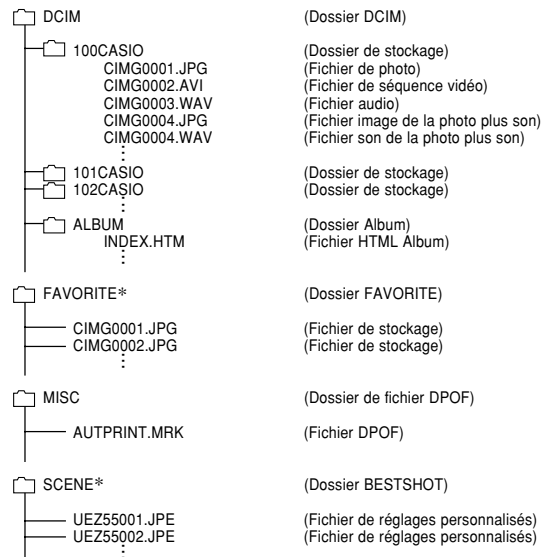 DCIM (Dossier DCIM)
100CASIO (Dossier de stockage)
CIMG0001.JPG (Fichier de photo)
CIMG0002.AVI (Fichier de séquence vidéo)
CIMG0003.WAV (Fichier audio)
CIMG0004.JPG (Fichier image de la photo plus son)
CIMG0004.WAV (Fichier son de la photo plus son)
101CASIO (Dossier de stockage)
102CASIO (Dossier de stockage)
ALBUM (Dossier Album)
INDEX.HTM (Fichier HTML Album)
FAVORITE* (Dossier FAVORITE)
CIMG0001.JPG (Fichier de stockage)
CIMG0002.JPG (Fichier de stockage)
MISC (Dossier de fichier DPOF)
AUTPRINT.MRK (Fichier DPOF)
SCENE* (Dossier BESTSHOT)
UEZ55001.JPE (Fichier de réglages personnalisés)
UEZ55002.JPE (Fichier de réglages personnalisés)